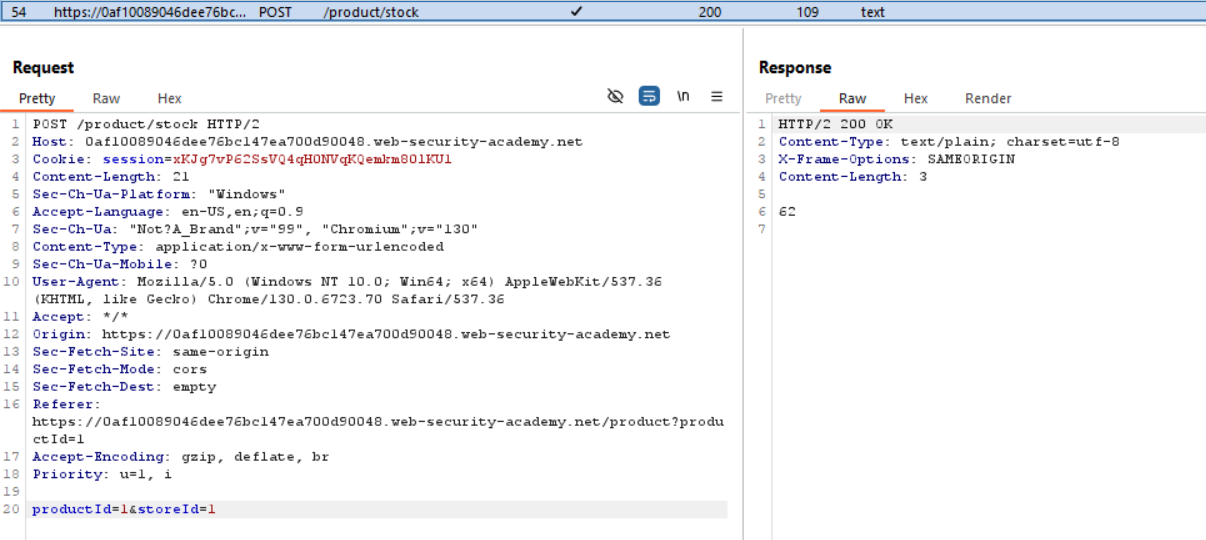 54 https://0af10089046dee76bc... POST /product/stock ✓ 200 109 text
Request
Pretty Raw Hex
\n
1 POST /product/stock HTTP/2
2 Host: 0af10089046dee76bc147ea700d90048.web-security-academy.net
3 Cookie: session=xKJg7vP62SsVQ4qH0NVqKQemkm80lKUl
4 Content-Length: 21
5 Sec-Ch-Ua-Platform: "Windows"
6 Accept-Language: en-US,en;q=0.9
7 Sec-Ch-Ua: "Not?A_Brand";v="99", "Chromium";v="130"
8 Content-Type: application/x-www-form-urlencoded
9 Sec-Ch-Ua-Mobile: ?0
10 User-Agent: Mozilla/5.0 (Windows NT 10.0; Win64; x64) AppleWebKit/537.36
(KHTML, like Gecko) Chrome/130.0.6723.70 Safari/537.36
11 Accept: */*
12 Origin: https://0af10089046dee76bc147ea700d90048.web-security-academy.net
13 Sec-Fetch-Site: same-origin
14 Sec-Fetch-Mode: cors
15 Sec-Fetch-Dest: empty
16 Referer:
https://0af10089046dee76bc147ea700d90048.web-security-academy.net/product?produ
ctId=1
17 Accept-Encoding: gzip, deflate, br
18 Priority: u=1, i
19
20 productId=1&storeId=1
Response
Pretty Raw Hex Render
1 HTTP/2 200 OK
2 Content-Type: text/plain; charset=utf-8
3 X-Frame-Options: SAMEORIGIN
4 Content-Length: 3
5
6 62
7